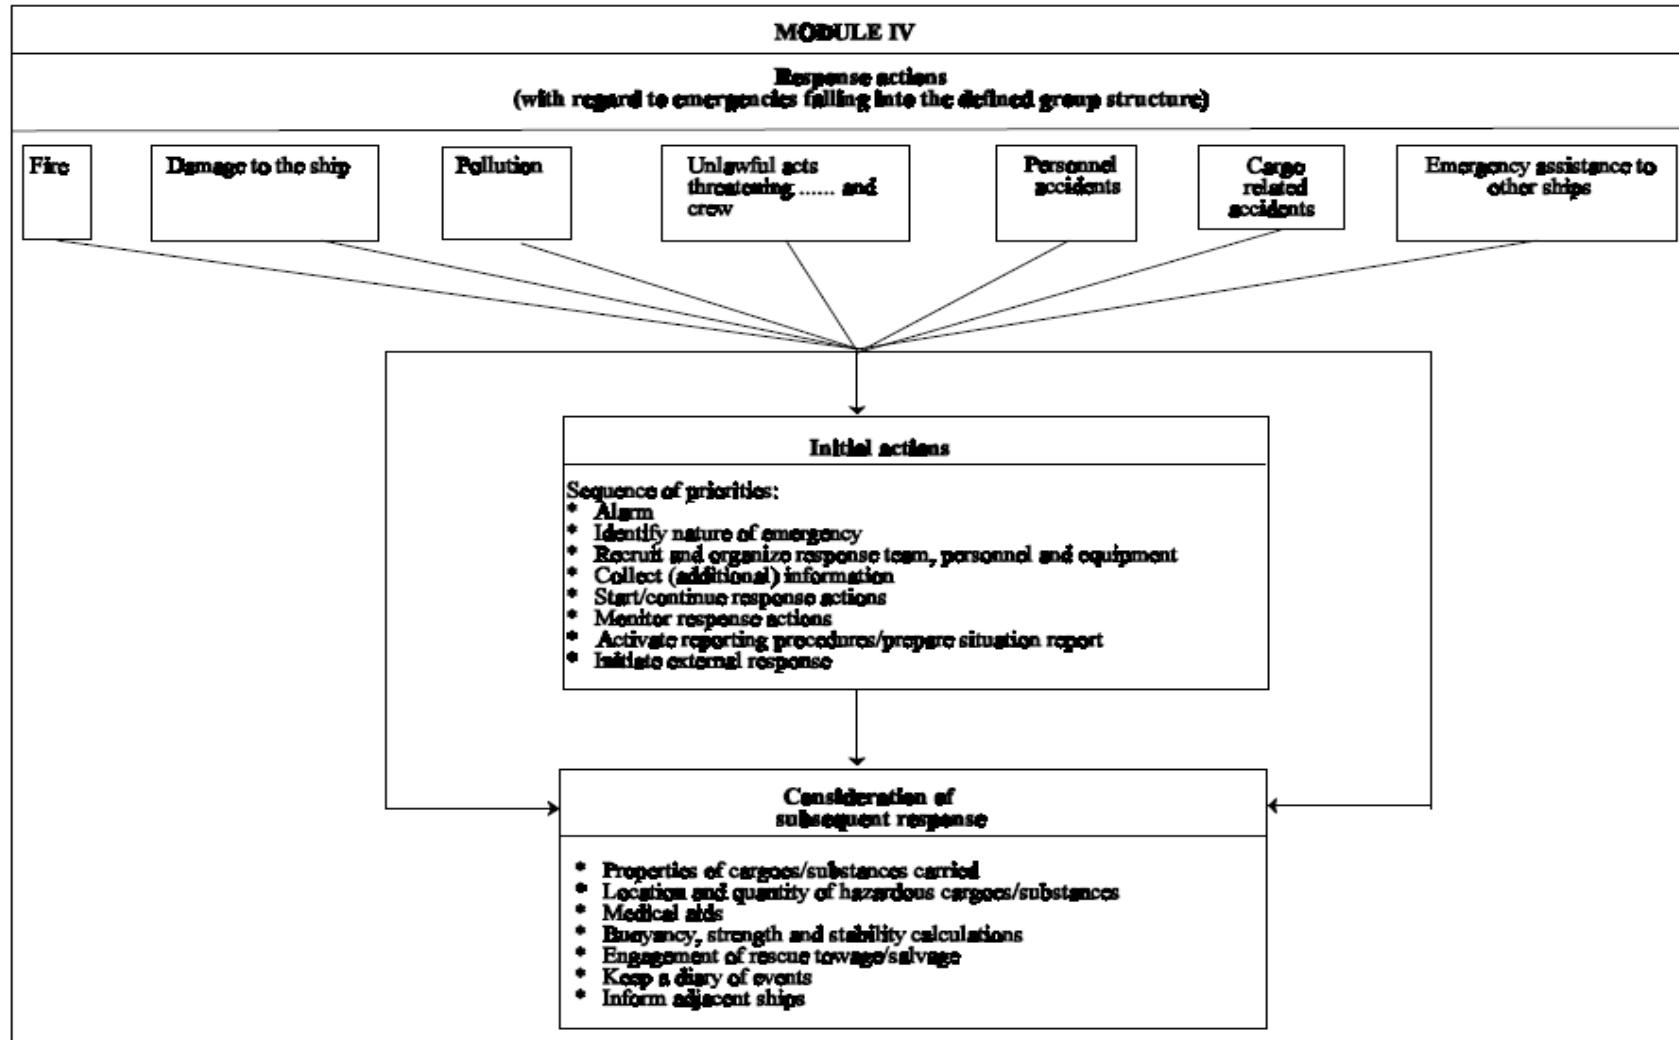 MODULE IV
Response actions
(with regard to emergencies falling into the defined group structure)
Fire
Damage to the ship
Pollution
Unlawful acts
threatening ...... and
crew
Personnel
accidents
Cargo
related
accidents
Emergency assistance to
other ships
Initial actions
Sequence of priorities:
* Alarm
* Identify nature of emergency
* Recruit and organize response team, personnel and equipment
* Collect (additional) information
* Start/continue response actions
* Monitor response actions
* Activate reporting procedures/prepare situation report
* Initiate external response
Consideration of
subsequent response
* Properties of cargoes/substances carried
* Location and quantity of hazardous cargoes/substances
* Medical aids
* Buoyancy, strength and stability calculations
* Engagement of rescue towage/salvage
* Keep a diary of events
* Inform adjacent ships